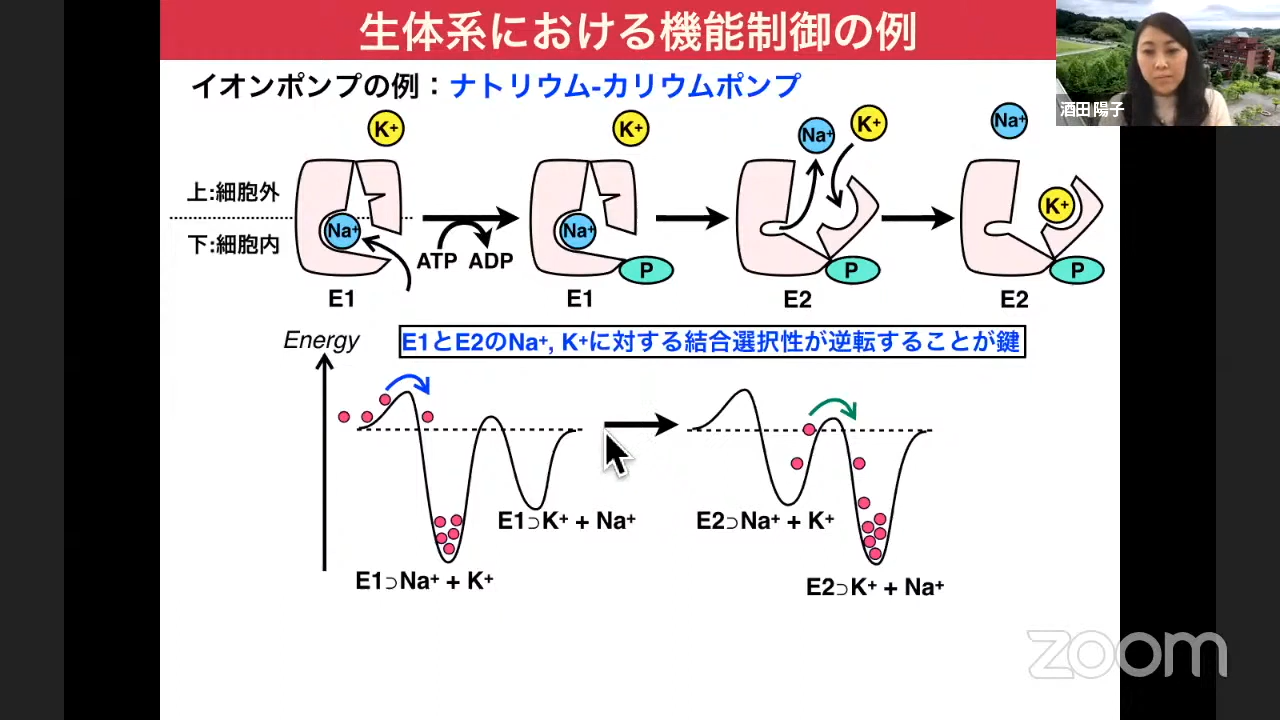 生体系における機能制御の例
イオンポンプの例：ナトリウム-カリウムポンプ
酒田 陽子
K+
K+
Na+
K+
Na+
上:細胞外
下:細胞内
Na+
Na+
K+
ATP ADP
P
P
P
E1
E1
E2
E2
Energy
E1とE2のNa+, K+に対する結合選択性が逆転することが鍵
E1⊃K+ + Na+
E2⊃Na+ + K+
E1⊃Na+ + K+
E2⊃K+ + Na+
zoom